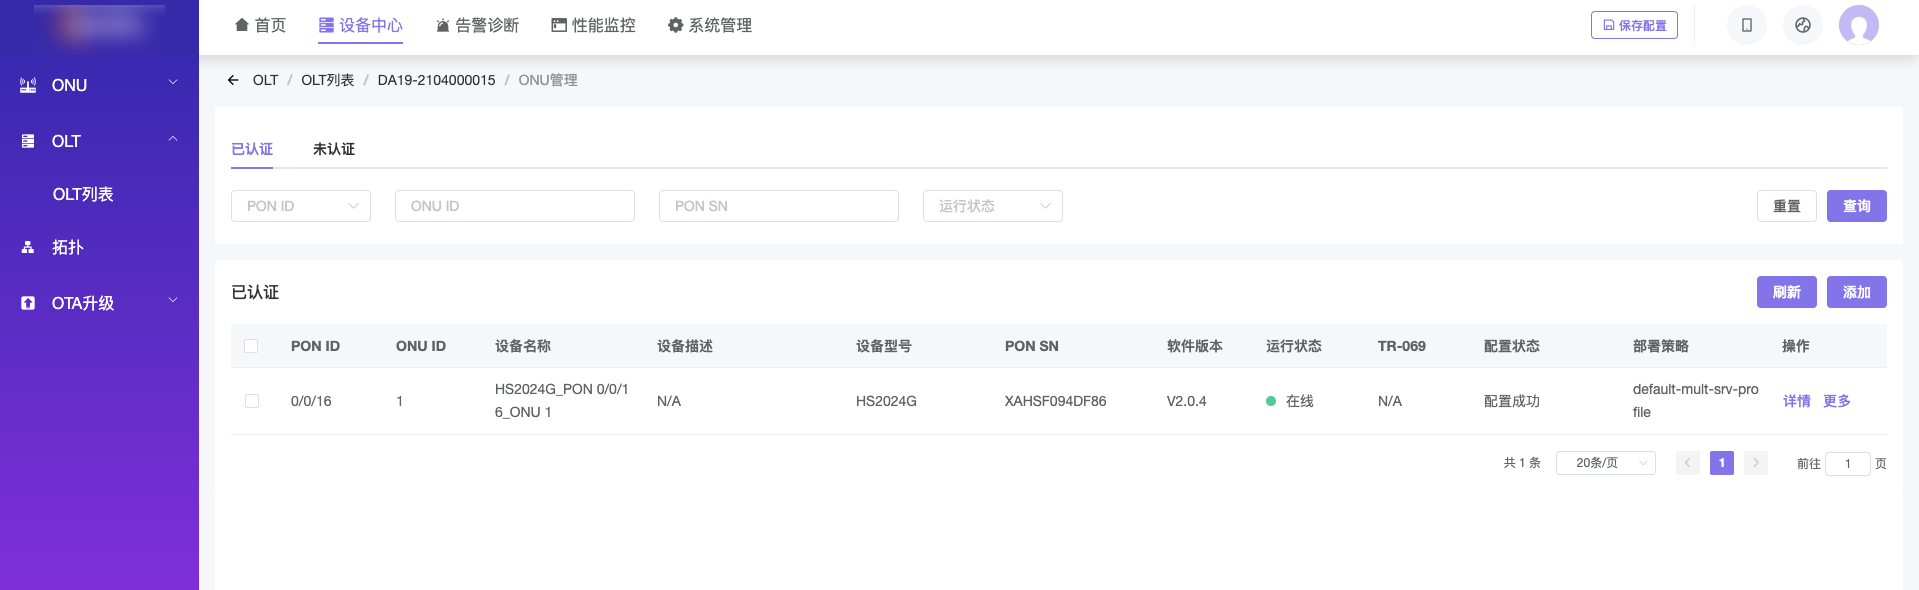 首页
设备中心
告警诊断
性能监控
系统管理
保存配置
ONU
OLT
OLT列表
拓扑
OTA升级
OLT / OLT列表 / DA19-2104000015 / ONU管理
已认证
未认证
PON ID
ONU ID
PON SN
运行状态
重置
查询
已认证
刷新
添加
PON ID ONU ID 设备名称 设备描述 设备型号 PON SN 软件版本 运行状态 TR-069 配置状态 部署策略 操作
0/0/16 1 HS2024G_PON 0/0/1 N/A HS2024G XAHSF094DF86 V2.0.4 在线 N/A 配置成功 default-mult-srv-pro 详情 更多
6_ONU 1 file
共 1 条 20条/页 1 前往 1 页